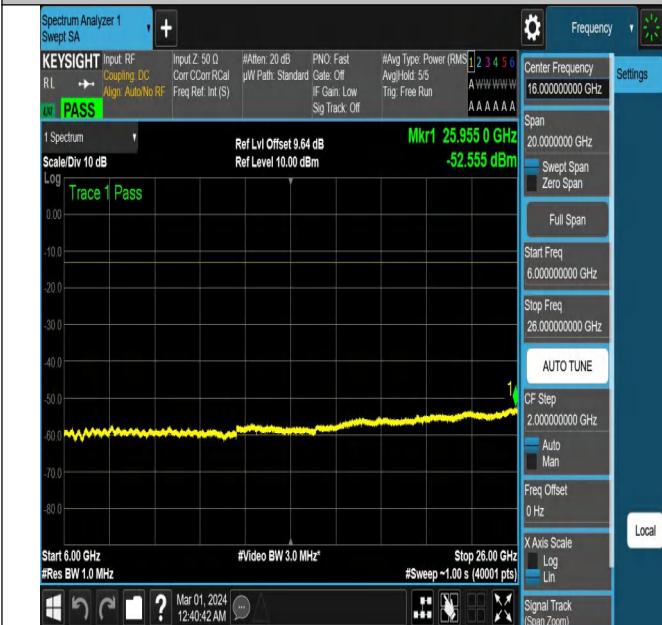 Spectrum Analyzer 1
Swept SA
+
Frequency
KEYSIGHT
RL
LXI
PASS
Input: RF
Coupling: DC
Align: Auto/No RF
Input Z: 50 Ω
Corr CCorr RCal
Freq Ref: Int (S)
#Atten: 20 dB
µW Path: Standard
PNO: Fast
Gate: Off
IF Gain: Low
Sig Track: Off
#Avg Type: Power (RMS
Avg|Hold: 5/5
Trig: Free Run
1 2 3 4 5 6
A W W W W W
A A A A A A
1 Spectrum
Scale/Div 10 dB
Ref Lvl Offset 9.64 dB
Ref Level 10.00 dBm
Mkr1 25.955 0 GHz
-52.555 dBm
Log
Trace 1 Pass
0.00
-10.0
-20.0
-30.0
-40.0
-50.0
-60.0
-70.0
-80.0
1
Start 6.00 GHz
#Res BW 1.0 MHz
#Video BW 3.0 MHz*
Stop 26.00 GHz
#Sweep ~1.00 s (40001 pts)
Mar 01, 2024
12:40:42 AM
?
Center Frequency
16.000000000 GHz
Settings
Span
20.0000000 GHz
Swept Span
Zero Span
Full Span
Start Freq
6.000000000 GHz
Stop Freq
26.000000000 GHz
AUTO TUNE
CF Step
2.000000000 GHz
Auto
Man
Freq Offset
0 Hz
X Axis Scale
Log
Lin
Local
Signal Track
(Span Zoom)